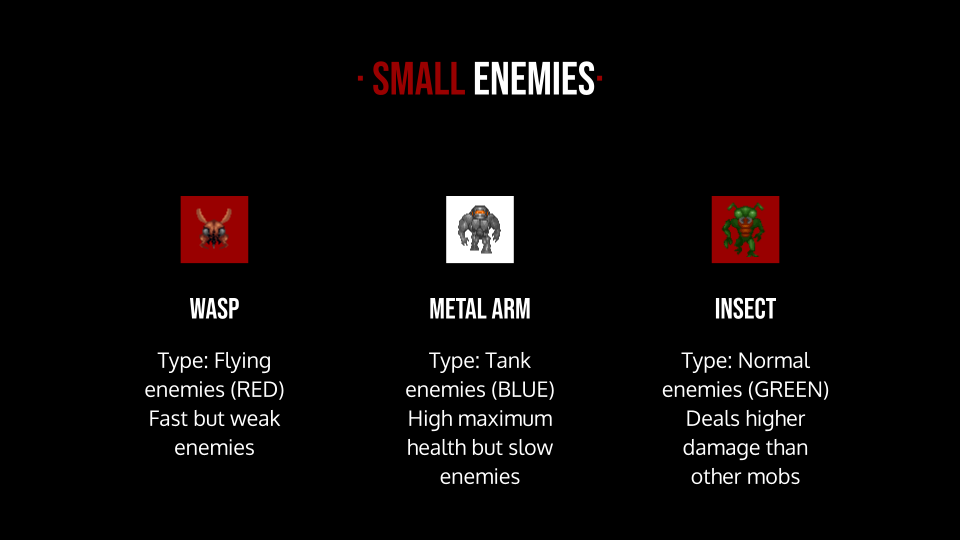 · SMALL ENEMIES·
WASP
Type: Flying
enemies (RED)
Fast but weak
enemies
METAL ARM
Type: Tank
enemies (BLUE)
High maximum
health but slow
enemies
INSECT
Type: Normal
enemies (GREEN)
Deals higher
damage than
other mobs